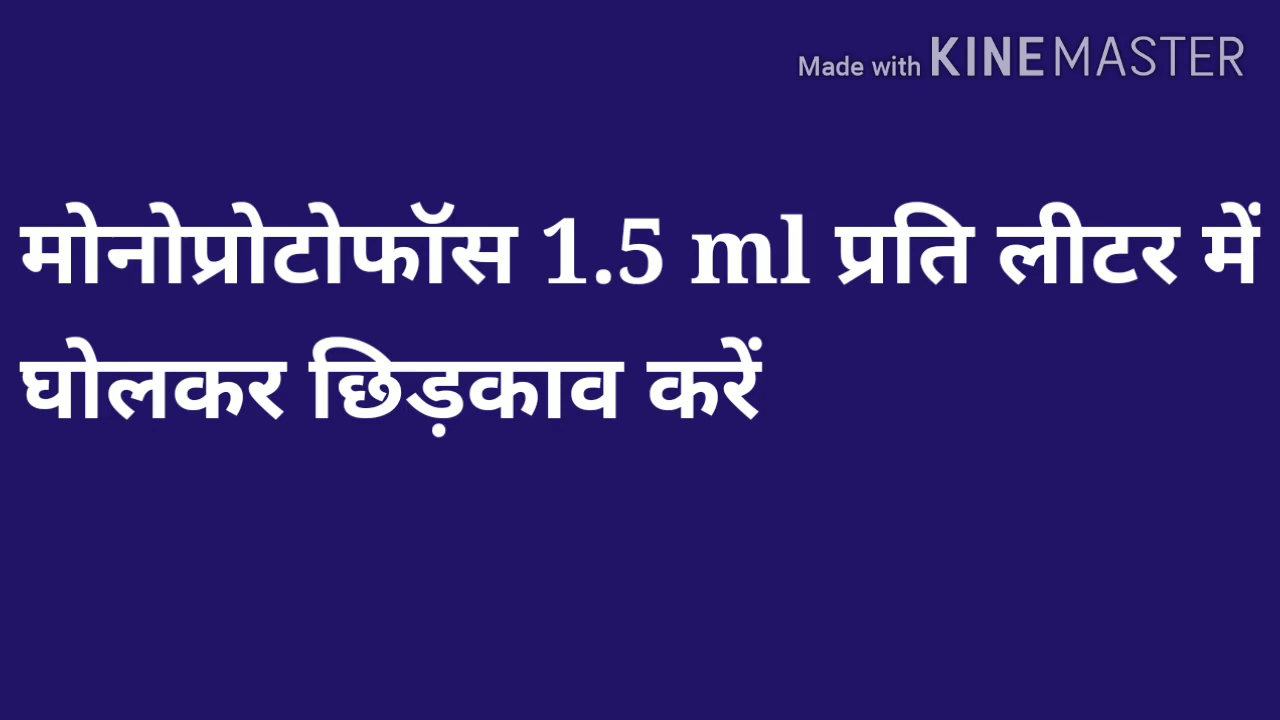 Made with KINEMASTER
मोनोप्रोटोफॉस 1.5 ml प्रति लीटर में
घोलकर छिड़काव करें